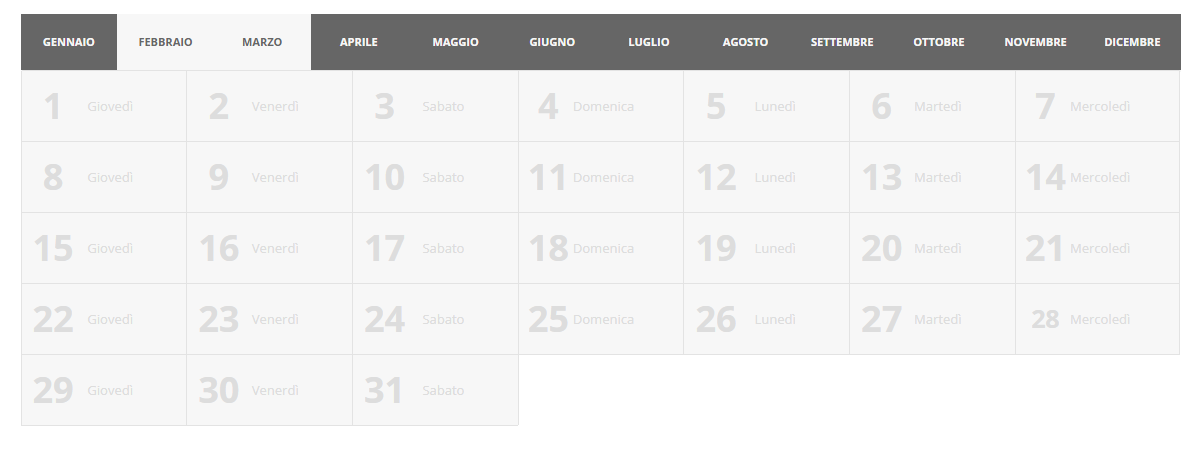 GENNAIO FEBBRAIO MARZO APRILE MAGGIO GIUGNO LUGLIO AGOSTO SETTEMBRE OTTOBRE NOVEMBRE DICEMBRE
1 Giovedì 2 Venerdì 3 Sabato 4 Domenica 5 Lunedì 6 Martedì 7 Mercoledì
8 Giovedì 9 Venerdì 10 Sabato 11 Domenica 12 Lunedì 13 Martedì 14 Mercoledì
15 Giovedì 16 Venerdì 17 Sabato 18 Domenica 19 Lunedì 20 Martedì 21 Mercoledì
22 Giovedì 23 Venerdì 24 Sabato 25 Domenica 26 Lunedì 27 Martedì 28 Mercoledì
29 Giovedì 30 Venerdì 31 Sabato